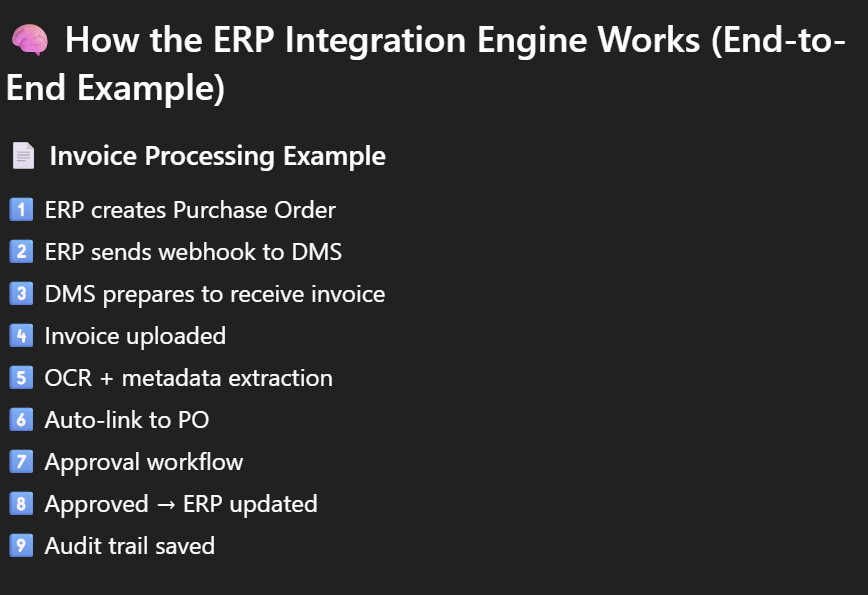 🧠 How the ERP Integration Engine Works (End-to-
End Example)
📄 Invoice Processing Example
1️⃣ ERP creates Purchase Order
2️⃣ ERP sends webhook to DMS
3️⃣ DMS prepares to receive invoice
4️⃣ Invoice uploaded
5️⃣ OCR + metadata extraction
6️⃣ Auto-link to PO
7️⃣ Approval workflow
8️⃣ Approved → ERP updated
9️⃣ Audit trail saved